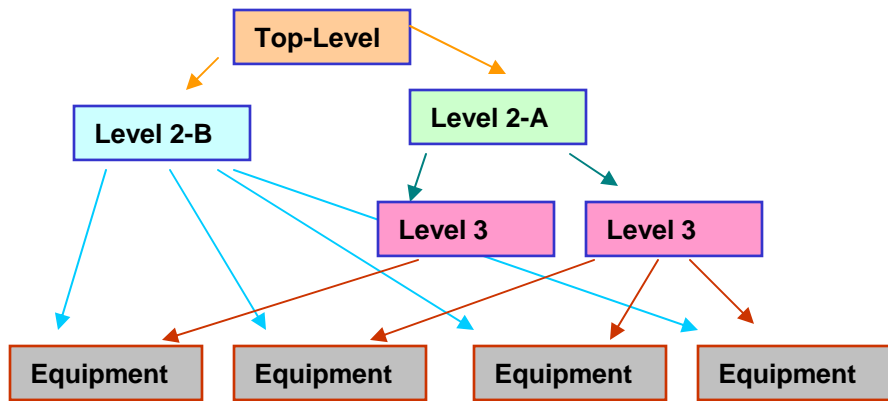 Top-Level
Level 2-B
Level 2-A
Level 3
Level 3
Equipment
Equipment
Equipment
Equipment